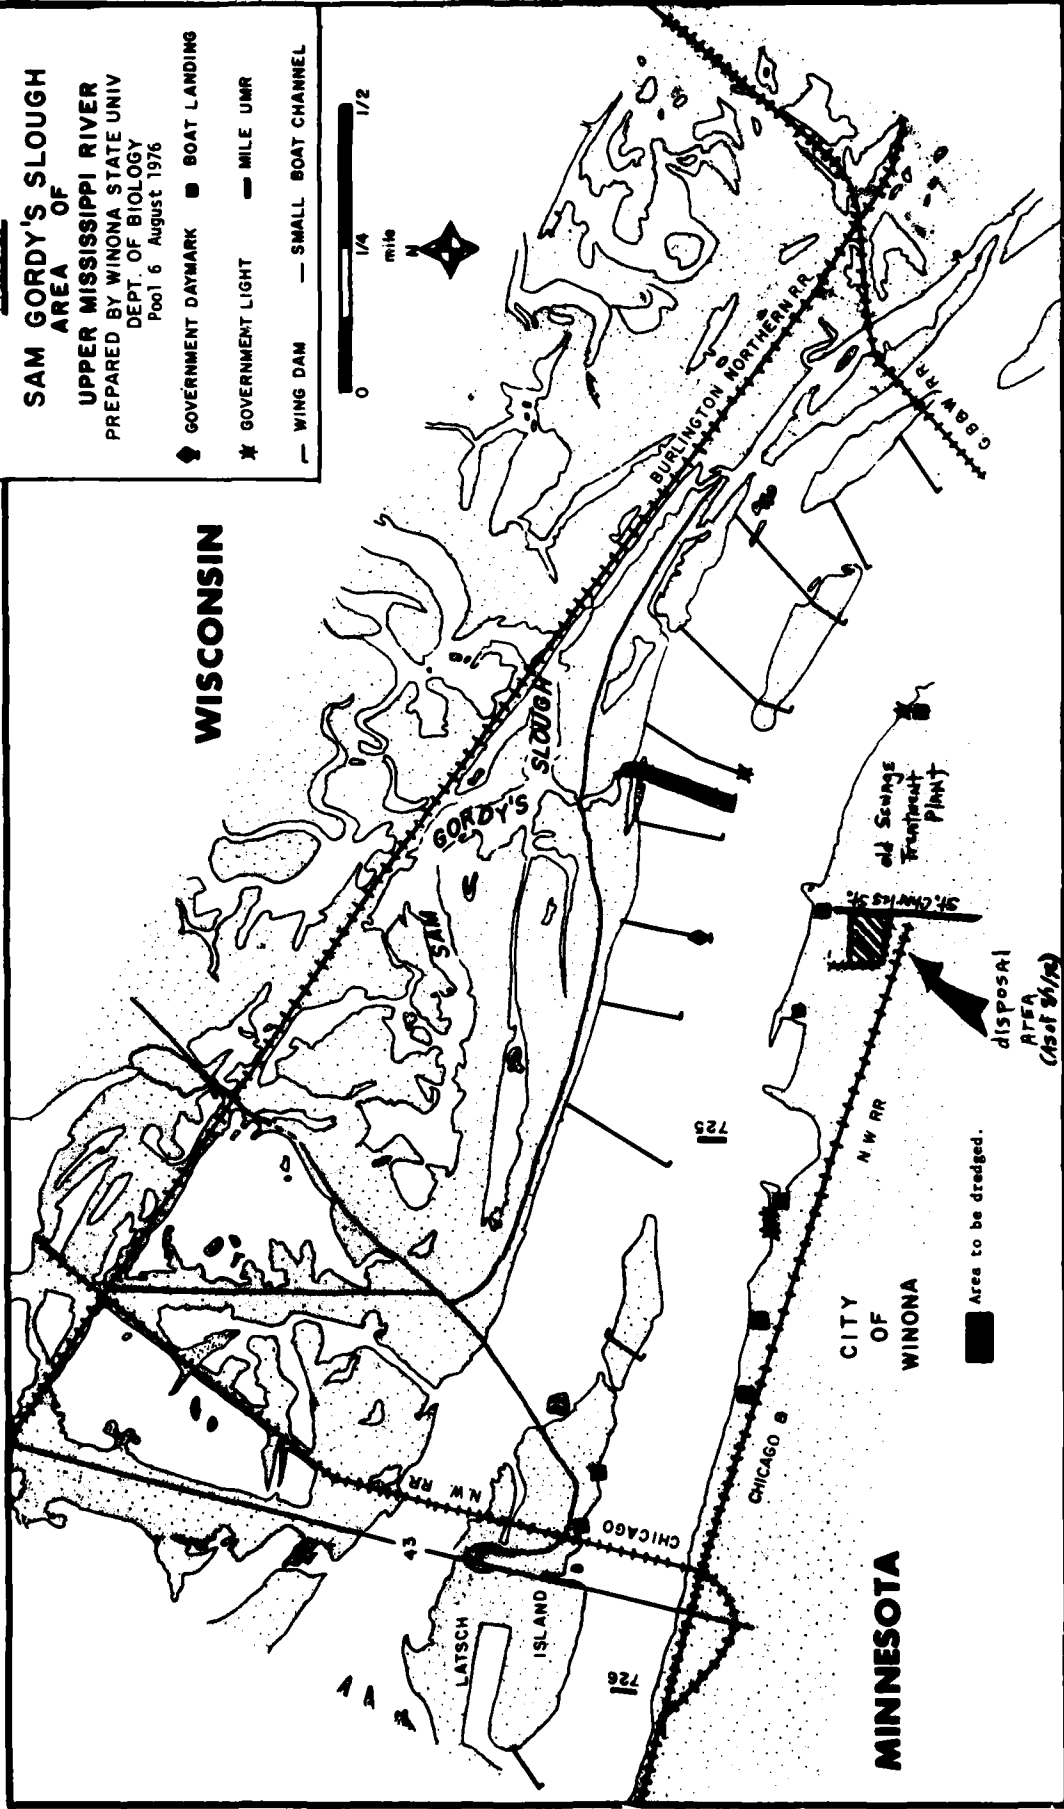 SAM GORDY'S SLOUGH
AREA OF
UPPER MISSISSIPPI RIVER
PREPARED BY WINONA STATE UNIV
DEPT. OF BIOLOGY
Pool 6 August 1976
GOVERNMENT DAYMARK
BOAT LANDING
GOVERNMENT LIGHT
MILE UMR
WING DAM
SMALL BOAT CHANNEL
0 1/4 1/2
mile
N
WISCONSIN
BURLINGTON NORTHERN R.R.
G.B&W RR
SAM
GORDY'S
SLOUGH
43
N.W RR
CHICAGO
LATSCH
ISLAND
726
725
CHICAGO &
N W RR
CITY
OF
WINONA
MINNESOTA
Area to be dredged.
old Sewage
Treatment
Plant
St. Charles St.
disposal
Area